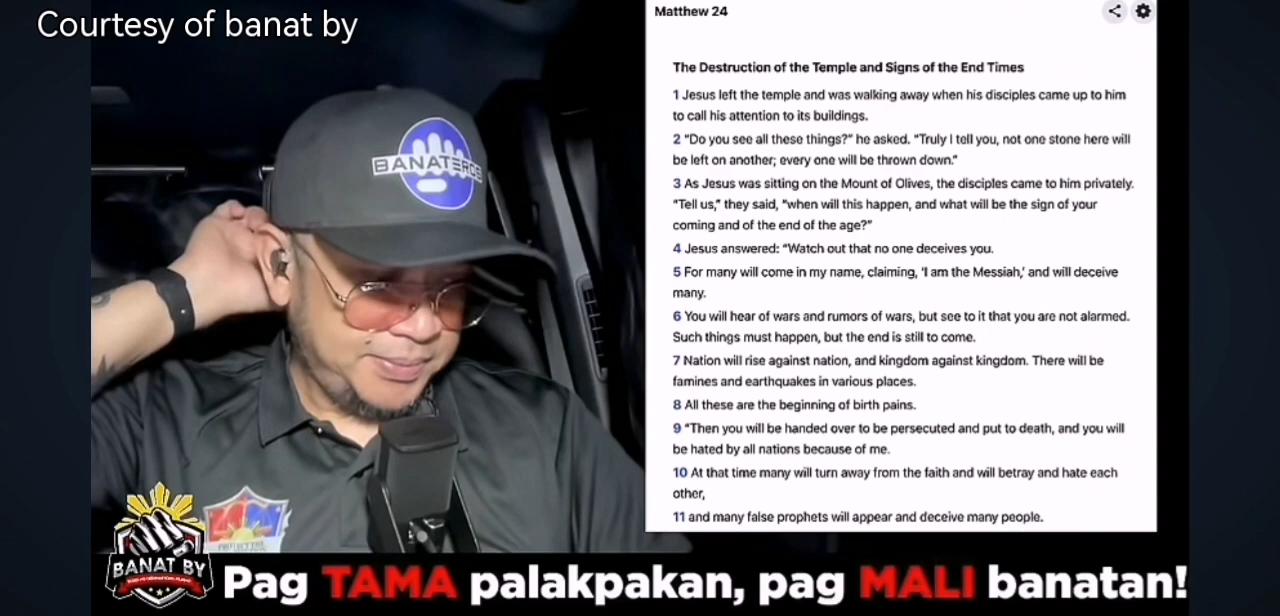 Courtesy of banat by
Matthew 24
The Destruction of the Temple and Signs of the End Times
1 Jesus left the temple and was walking away when his disciples came up to him
to call his attention to its buildings.
2 “Do you see all these things?” he asked. “Truly I tell you, not one stone here will
be left on another; every one will be thrown down.”
3 As Jesus was sitting on the Mount of Olives, the disciples came to him privately.
“Tell us,” they said, “when will this happen, and what will be the sign of your
coming and of the end of the age?”
4 Jesus answered: “Watch out that no one deceives you.
5 For many will come in my name, claiming, ‘I am the Messiah,’ and will deceive
many.
6 You will hear of wars and rumors of wars, but see to it that you are not alarmed.
Such things must happen, but the end is still to come.
7 Nation will rise against nation, and kingdom against kingdom. There will be
famines and earthquakes in various places.
8 All these are the beginning of birth pains.
9 “Then you will be handed over to be persecuted and put to death, and you will
be hated by all nations because of me.
10 At that time many will turn away from the faith and will betray and hate each
other,
11 and many false prophets will appear and deceive many people.
BANATEROS
BANAT BY
Pag TAMA palakpakan, pag MALI banatan!